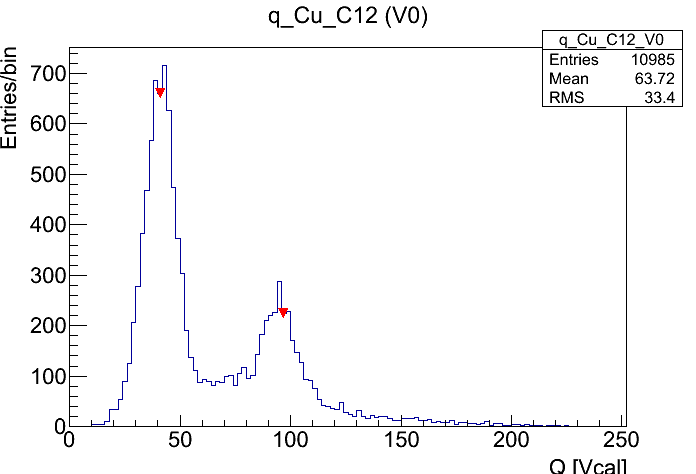 q_Cu_C12 (V0)
q_Cu_C12_V0
Entries 10985
Mean 63.72
RMS 33.4
Entries/bin
700
600
500
400
300
200
100
0
0 50 100 150 200 250
Q [Vcal]